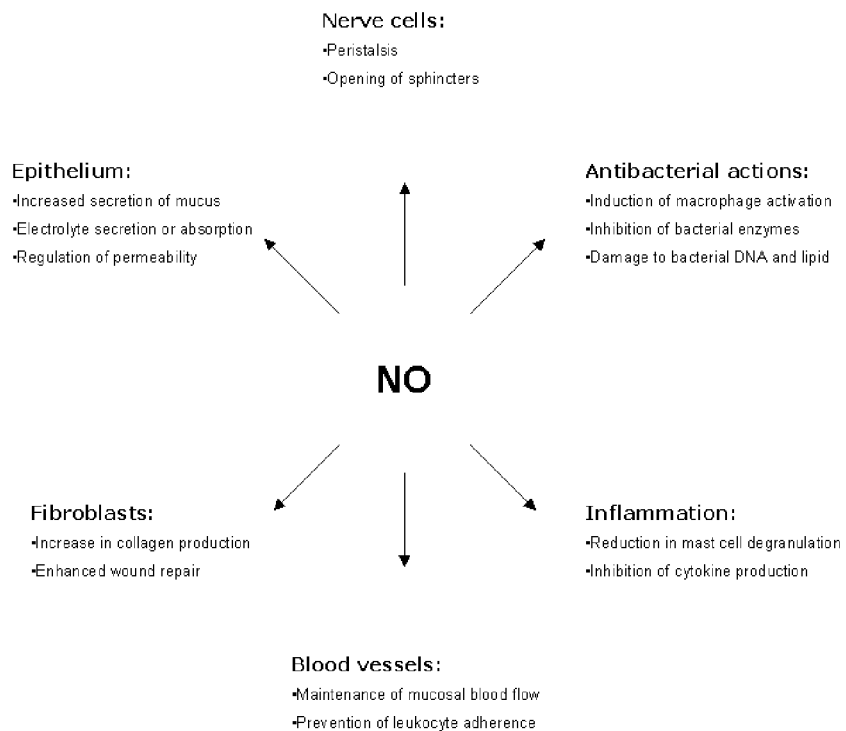 Nerve cells:
•Peristalsis
•Opening of sphincters
Epithelium:
•Increased secretion of mucus
•Electrolyte secretion or absorption
•Regulation of permeability
Antibacterial actions:
•Induction of macrophage activation
•Inhibition of bacterial enzymes
•Damage to bacterial DNA and lipid
NO
Fibroblasts:
•Increase in collagen production
•Enhanced wound repair
Inflammation:
•Reduction in mast cell degranulation
•Inhibition of cytokine production
Blood vessels:
•Maintenance of mucosal blood flow
•Prevention of leukocyte adherence